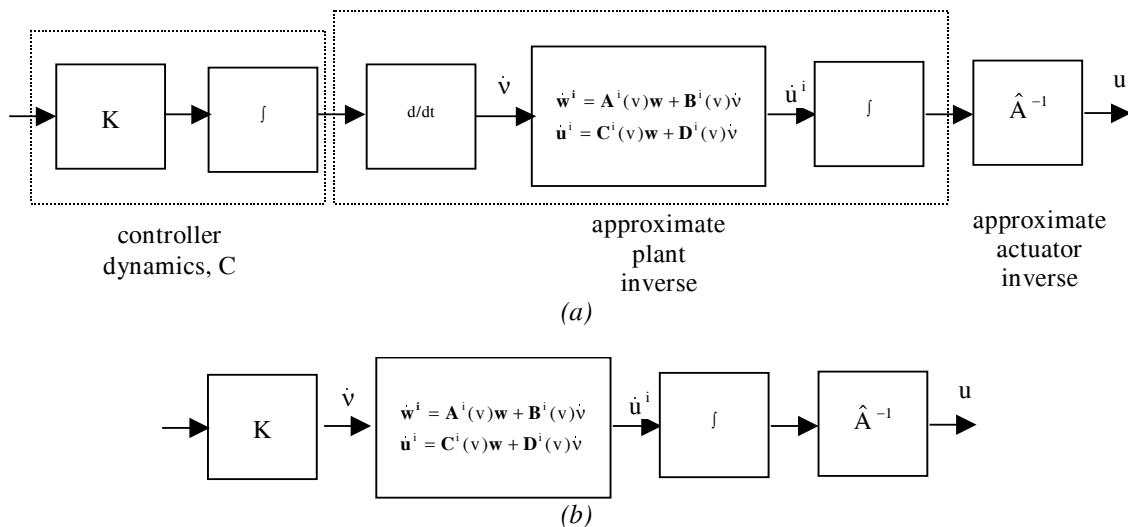 K
∫
d/dt
ν̇
ẇⁱ = Aⁱ(v)w + Bⁱ(v)ν̇
u̇ⁱ = Cⁱ(v)w + Dⁱ(v)ν̇
u̇ⁱ
∫
Â⁻¹
u
controller
dynamics, C
approximate
plant
inverse
approximate
actuator
inverse
(a)
K
ν̇
ẇⁱ = Aⁱ(v)w + Bⁱ(v)ν̇
u̇ⁱ = Cⁱ(v)w + Dⁱ(v)ν̇
u̇ⁱ
∫
Â⁻¹
u
(b)